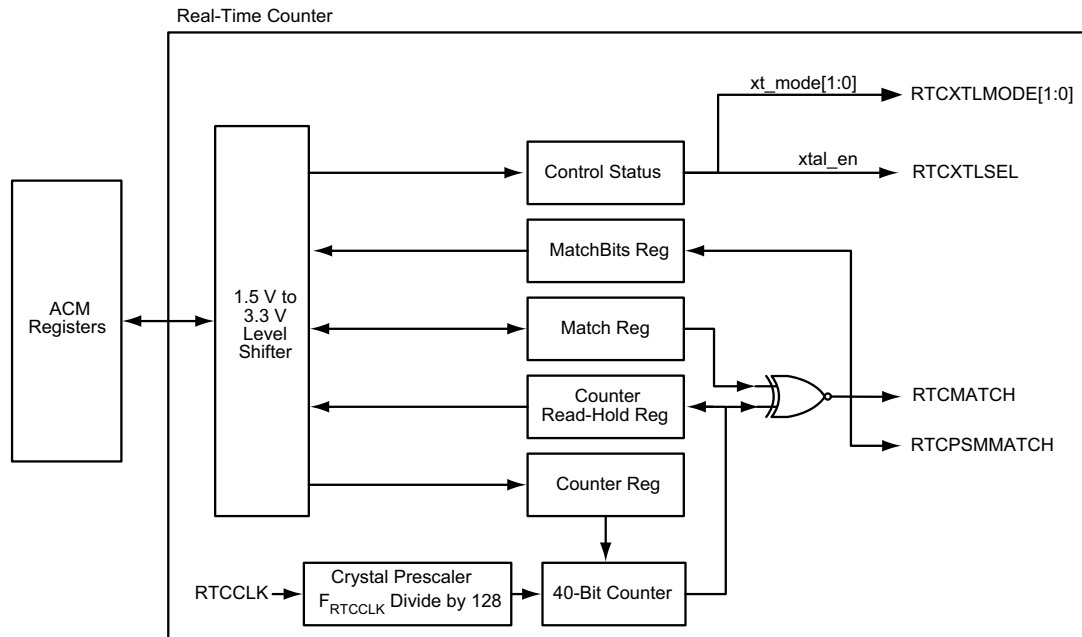 Real-Time Counter
xt_mode[1:0]
RTCXTLMODE[1:0]
Control Status
xtal_en
RTCXTLSEL
MatchBits Reg
ACM
Registers
1.5 V to
3.3 V
Level
Shifter
Match Reg
Counter
Read-Hold Reg
RTCMATCH
RTCPSMMATCH
Counter Reg
RTCCLK
Crystal Prescaler
FRTCCLK Divide by 128
40-Bit Counter